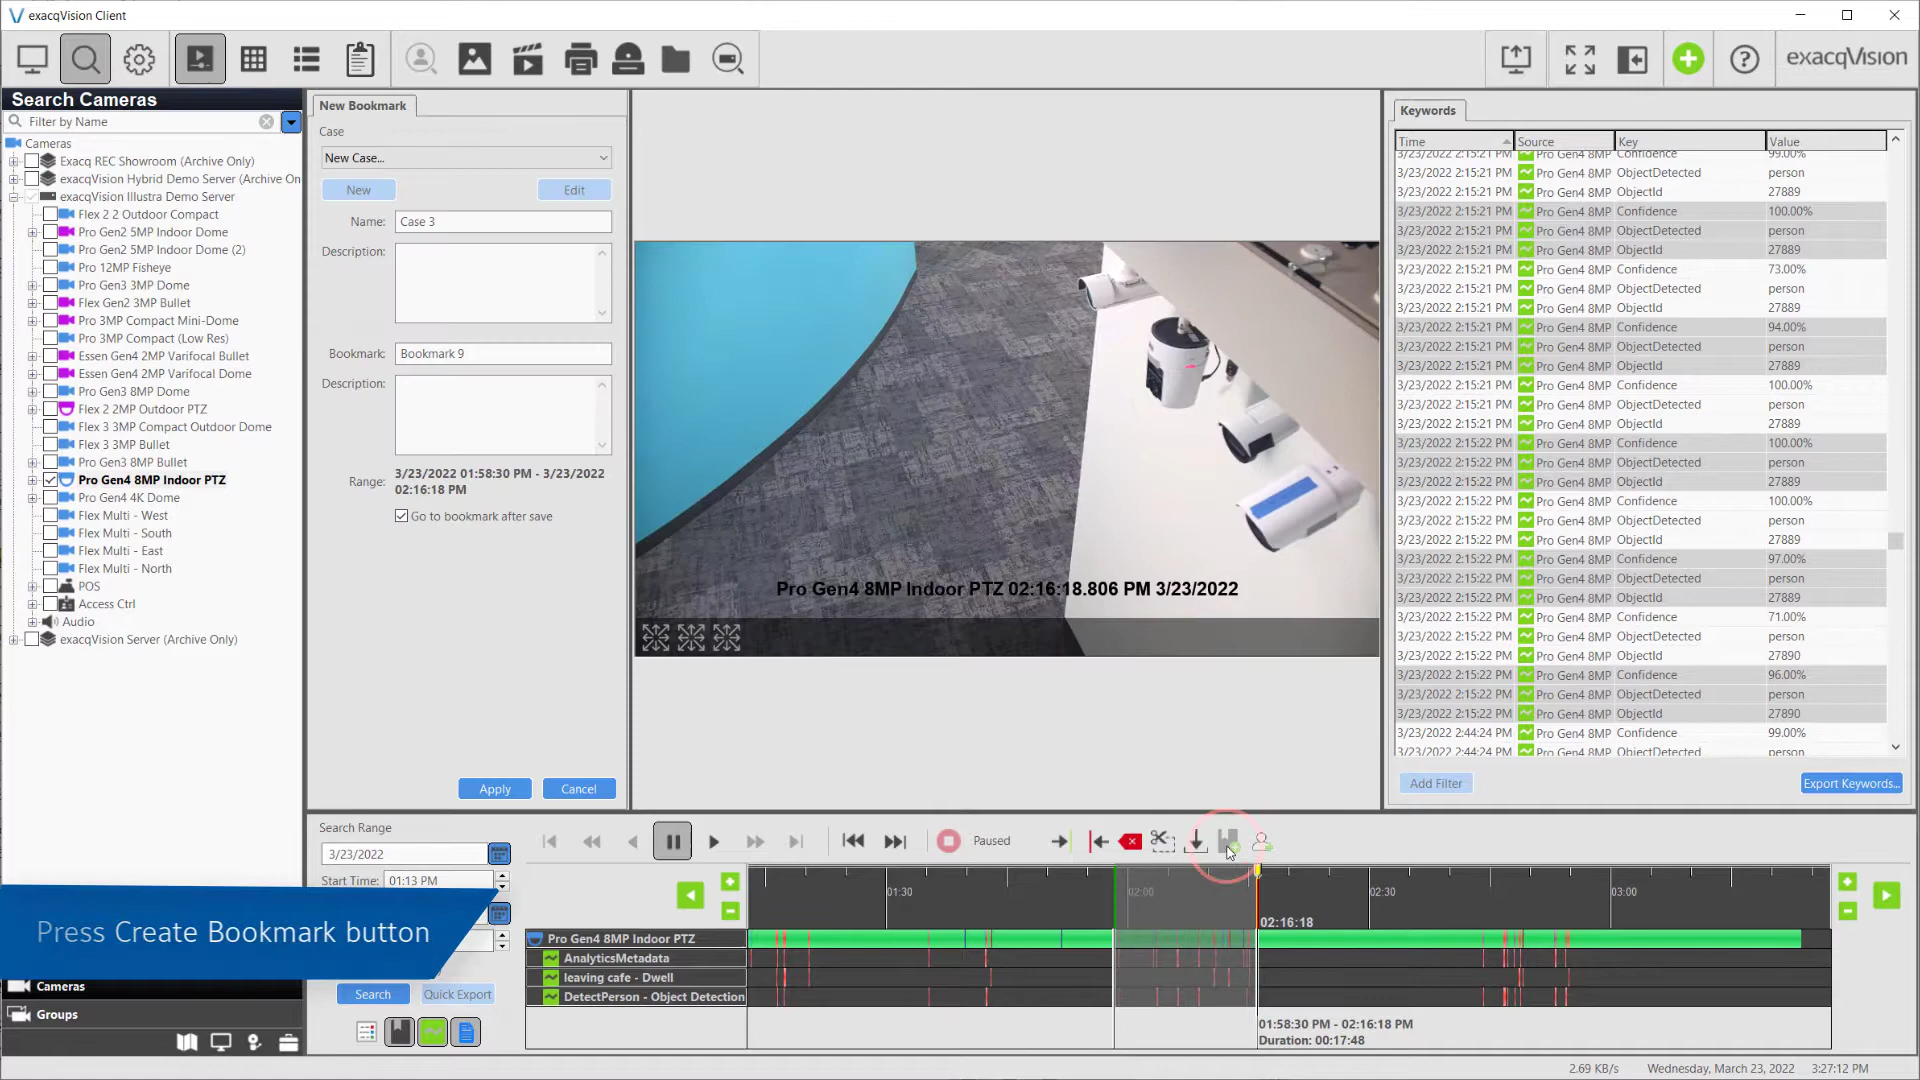 exacqVision Client
exacqVision
Search Cameras
Filter by Name
Cameras
Exacq REC Showroom (Archive Only)
exacqVision Hybrid Demo Server (Archive On
exacqVision Illustra Demo Server
Flex 2 2 Outdoor Compact
Pro Gen2 5MP Indoor Dome
Pro Gen2 5MP Indoor Dome (2)
Pro 12MP Fisheye
Pro Gen3 3MP Dome
Flex Gen2 3MP Bullet
Pro 3MP Compact Mini-Dome
Pro 3MP Compact (Low Res)
Essen Gen4 2MP Varifocal Bullet
Essen Gen4 2MP Varifocal Dome
Pro Gen3 8MP Dome
Flex 2 2MP Outdoor PTZ
Flex 3 3MP Compact Outdoor Dome
Flex 3 3MP Bullet
Pro Gen3 8MP Bullet
Pro Gen4 8MP Indoor PTZ
Pro Gen4 4K Dome
Flex Multi - West
Flex Multi - South
Flex Multi - East
Flex Multi - North
POS
Access Ctrl
Audio
exacqVision Server (Archive Only)
Cameras
Groups
New Bookmark
Case
New Case...
New Edit
Name: Case 3
Description:
Bookmark: Bookmark 9
Description:
Range: 3/23/2022 01:58:30 PM - 3/23/2022
02:16:18 PM
Go to bookmark after save
Apply Cancel
Pro Gen4 8MP Indoor PTZ 02:16:18.806 PM 3/23/2022
Keywords
Time Source Key Value
3/23/2022 2:15:21 PM Pro Gen4 8MP Confidence 99.00%
3/23/2022 2:15:21 PM Pro Gen4 8MP ObjectDetected person
3/23/2022 2:15:21 PM Pro Gen4 8MP ObjectId 27889
3/23/2022 2:15:21 PM Pro Gen4 8MP Confidence 100.00%
3/23/2022 2:15:21 PM Pro Gen4 8MP ObjectDetected person
3/23/2022 2:15:21 PM Pro Gen4 8MP ObjectId 27889
3/23/2022 2:15:21 PM Pro Gen4 8MP Confidence 73.00%
3/23/2022 2:15:21 PM Pro Gen4 8MP ObjectDetected person
3/23/2022 2:15:21 PM Pro Gen4 8MP ObjectId 27889
3/23/2022 2:15:21 PM Pro Gen4 8MP Confidence 94.00%
3/23/2022 2:15:21 PM Pro Gen4 8MP ObjectDetected person
3/23/2022 2:15:21 PM Pro Gen4 8MP ObjectId 27889
3/23/2022 2:15:21 PM Pro Gen4 8MP Confidence 100.00%
3/23/2022 2:15:21 PM Pro Gen4 8MP ObjectDetected person
3/23/2022 2:15:21 PM Pro Gen4 8MP ObjectId 27889
3/23/2022 2:15:22 PM Pro Gen4 8MP Confidence 100.00%
3/23/2022 2:15:22 PM Pro Gen4 8MP ObjectDetected person
3/23/2022 2:15:22 PM Pro Gen4 8MP ObjectId 27889
3/23/2022 2:15:22 PM Pro Gen4 8MP Confidence 100.00%
3/23/2022 2:15:22 PM Pro Gen4 8MP ObjectDetected person
3/23/2022 2:15:22 PM Pro Gen4 8MP ObjectId 27889
3/23/2022 2:15:22 PM Pro Gen4 8MP Confidence 97.00%
3/23/2022 2:15:22 PM Pro Gen4 8MP ObjectDetected person
3/23/2022 2:15:22 PM Pro Gen4 8MP ObjectId 27889
3/23/2022 2:15:22 PM Pro Gen4 8MP Confidence 71.00%
3/23/2022 2:15:22 PM Pro Gen4 8MP ObjectDetected person
3/23/2022 2:15:22 PM Pro Gen4 8MP ObjectId 27890
3/23/2022 2:15:22 PM Pro Gen4 8MP Confidence 96.00%
3/23/2022 2:15:22 PM Pro Gen4 8MP ObjectDetected person
3/23/2022 2:15:22 PM Pro Gen4 8MP ObjectId 27890
3/23/2022 2:44:24 PM Pro Gen4 8MP Confidence 99.00%
3/23/2022 2:44:24 PM Pro Gen4 8MP ObjectDetected person
Add Filter Export Keywords...
Search Range
3/23/2022
Start Time: 01:13 PM
Search Quick Export
Press Create Bookmark button
Paused
01:30 02:00 02:30 03:00
02:16:18
Pro Gen4 8MP Indoor PTZ
AnalyticsMetadata
leaving cafe - Dwell
DetectPerson - Object Detection
01:58:30 PM - 02:16:18 PM
Duration: 00:17:48
2.69 KB/s Wednesday, March 23, 2022 3:27:12 PM